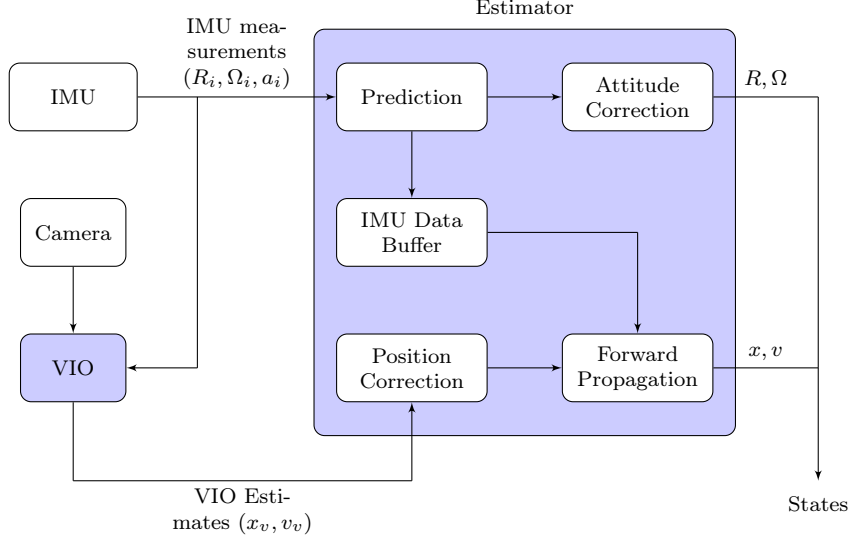 Estimator
IMU mea-
surements
(R_i, Ω_i, a_i)
IMU
Prediction
Attitude
Correction
R, Ω
Camera
IMU Data
Buffer
VIO
Position
Correction
Forward
Propagation
x, v
VIO Esti-
mates (x_v, v_v)
States